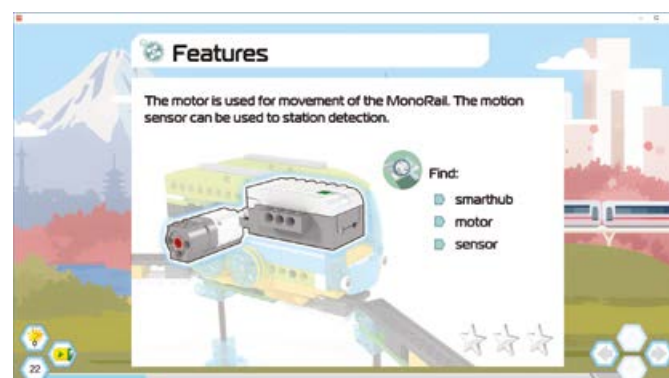 Features
The motor is used for movement of the MonoRail. The motion
sensor can be used to station detection.
Find:
smarthub
motor
sensor
22